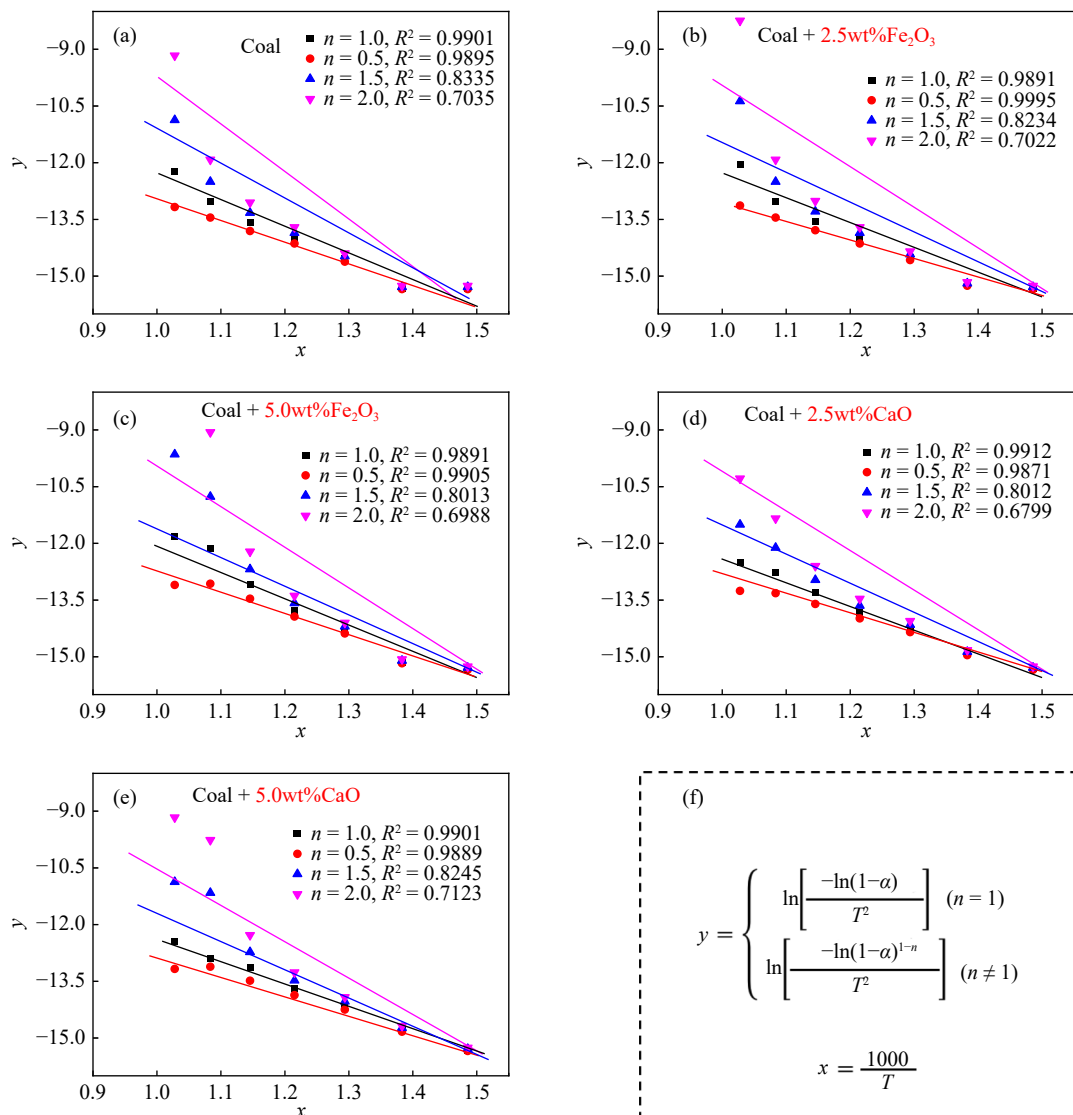 (a) Coal
n = 1.0, R² = 0.9901
n = 0.5, R² = 0.9895
n = 1.5, R² = 0.8335
n = 2.0, R² = 0.7035
−9.0
−10.5
−12.0
−13.5
−15.0
y
0.9 1.0 1.1 1.2 1.3 1.4 1.5
x
(b) Coal + 2.5wt%Fe₂O₃
n = 1.0, R² = 0.9891
n = 0.5, R² = 0.9995
n = 1.5, R² = 0.8234
n = 2.0, R² = 0.7022
−9.0
−10.5
−12.0
−13.5
−15.0
y
0.9 1.0 1.1 1.2 1.3 1.4 1.5
x
(c) Coal + 5.0wt%Fe₂O₃
n = 1.0, R² = 0.9891
n = 0.5, R² = 0.9905
n = 1.5, R² = 0.8013
n = 2.0, R² = 0.6988
−9.0
−10.5
−12.0
−13.5
−15.0
y
0.9 1.0 1.1 1.2 1.3 1.4 1.5
x
(d) Coal + 2.5wt%CaO
n = 1.0, R² = 0.9912
n = 0.5, R² = 0.9871
n = 1.5, R² = 0.8012
n = 2.0, R² = 0.6799
−9.0
−10.5
−12.0
−13.5
−15.0
y
0.9 1.0 1.1 1.2 1.3 1.4 1.5
x
(e) Coal + 5.0wt%CaO
n = 1.0, R² = 0.9901
n = 0.5, R² = 0.9889
n = 1.5, R² = 0.8245
n = 2.0, R² = 0.7123
−9.0
−10.5
−12.0
−13.5
−15.0
y
0.9 1.0 1.1 1.2 1.3 1.4 1.5
x
(f)
y = { ln[−ln(1−α) / T²] (n = 1)
ln[−ln(1−α)¹⁻ⁿ / T²] (n ≠ 1)
x = 1000 / T